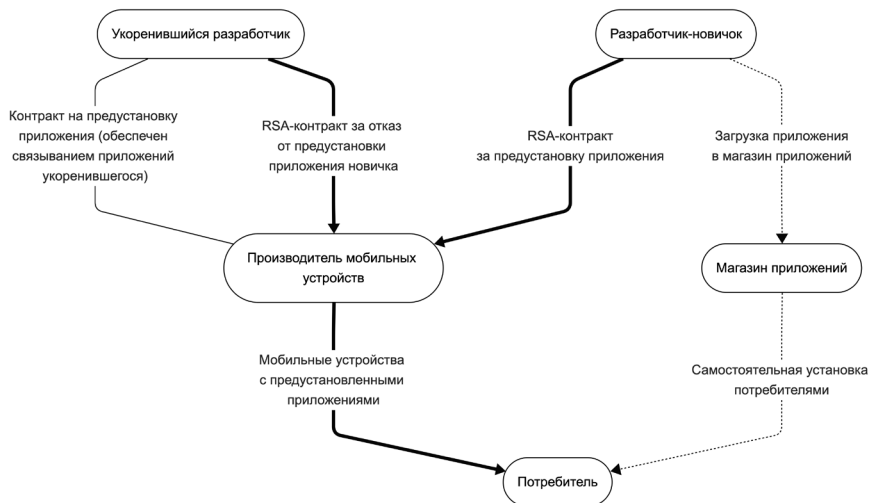 Укоренившийся разработчик
Разработчик-новичок
Контракт на предустановку
приложения (обеспечен
связыванием приложений
укоренившегося)
RSA-контракт за отказ
от предустановки
приложения новичка
RSA-контракт
за предустановку приложения
Загрузка приложения
в магазин приложений
Производитель мобильных
устройств
Магазин приложений
Мобильные устройства
с предустановленными
приложениями
Самостоятельная установка
потребителями
Потребитель